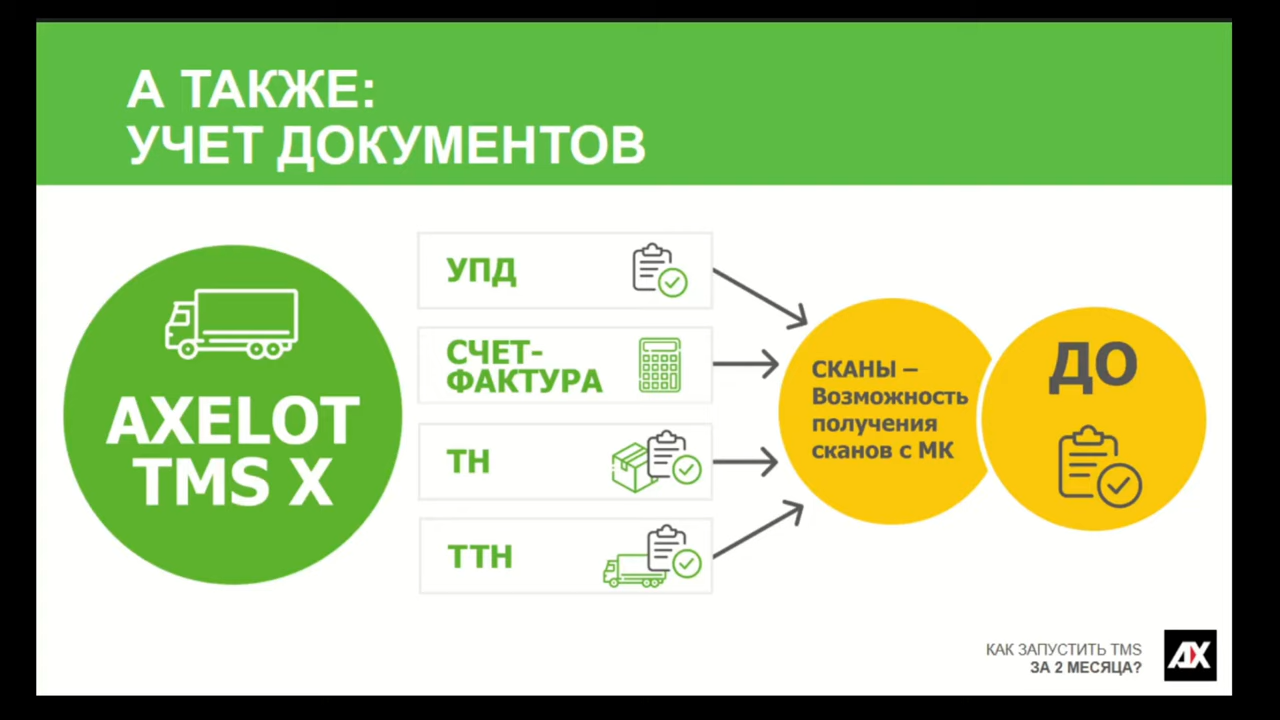 А ТАКЖЕ:
УЧЕТ ДОКУМЕНТОВ
AXELOT
TMS X
УПД
СЧЕТ-
ФАКТУРА
ТН
ТТН
СКАНЫ –
Возможность
получения
сканов с МК
ДО
КАК ЗАПУСТИТЬ TMS
ЗА 2 МЕСЯЦА?
AX